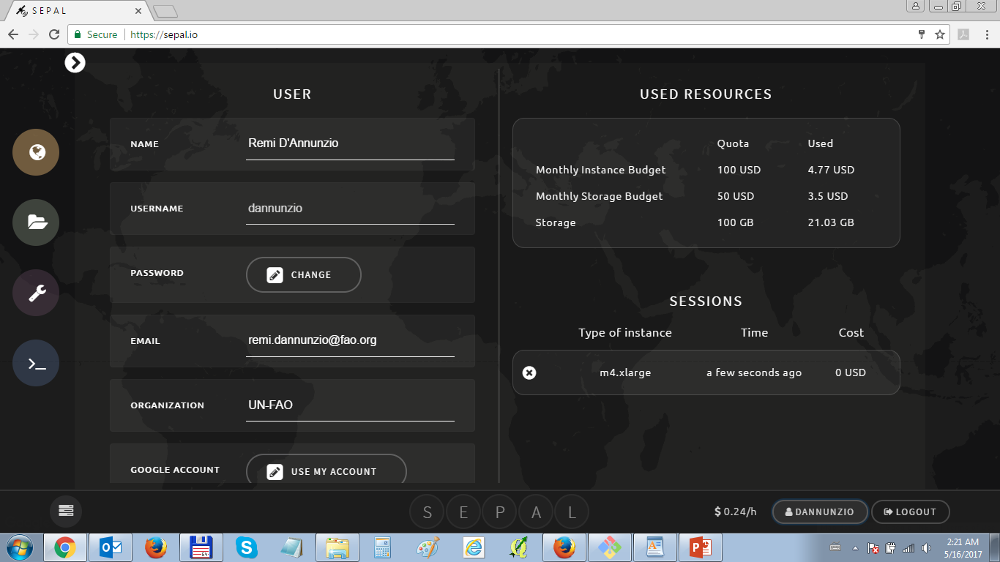 S E P A L
Secure https://sepal.io
USER
NAME Remi D'Annunzio
USERNAME dannunzio
PASSWORD CHANGE
EMAIL remi.dannunzio@fao.org
ORGANIZATION UN-FAO
GOOGLE ACCOUNT USE MY ACCOUNT
USED RESOURCES
Quota Used
Monthly Instance Budget 100 USD 4.77 USD
Monthly Storage Budget 50 USD 3.5 USD
Storage 100 GB 21.03 GB
SESSIONS
Type of instance Time Cost
m4.xlarge a few seconds ago 0 USD
S E P A L
$ 0.24/h DANNUNZIO LOGOUT
64
2:21 AM
5/16/2017